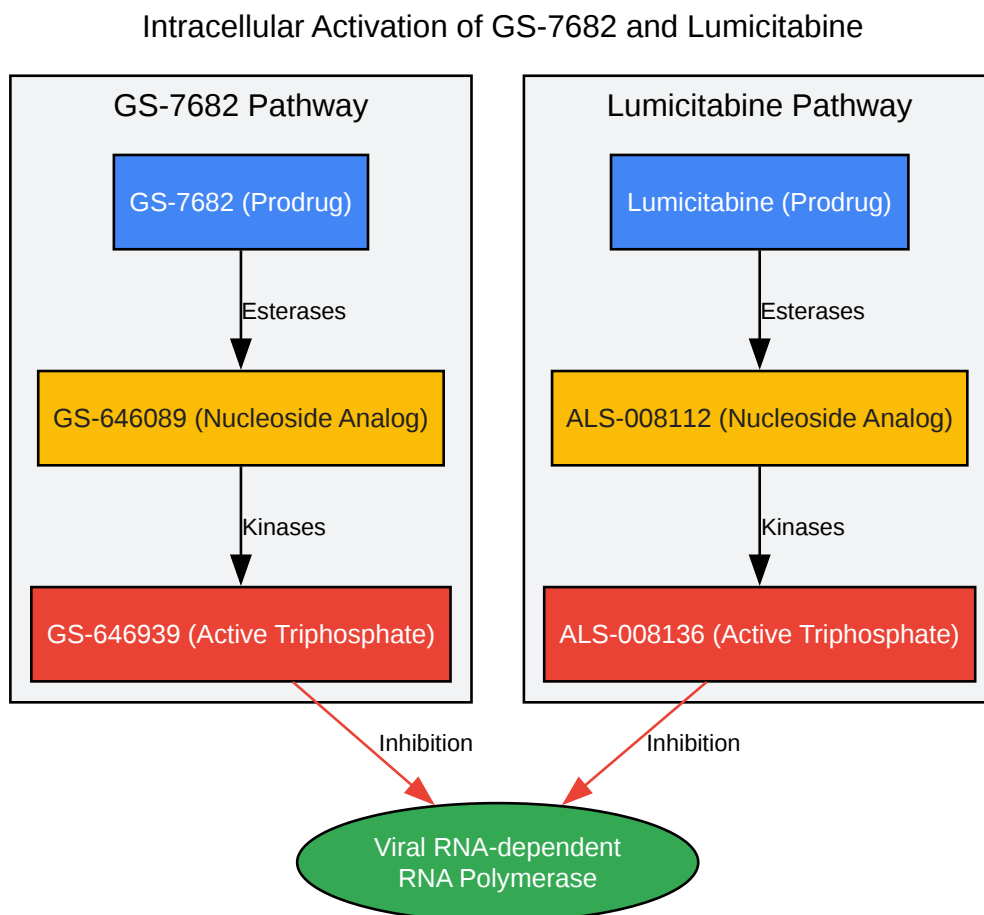 Intracellular Activation of GS-7682 and Lumicitabine
GS-7682 Pathway
GS-7682 (Prodrug)
Esterases
GS-646089 (Nucleoside Analog)
Kinases
GS-646939 (Active Triphosphate)
Inhibition
Lumicitabine Pathway
Lumicitabine (Prodrug)
Esterases
ALS-008112 (Nucleoside Analog)
Kinases
ALS-008136 (Active Triphosphate)
Inhibition
Viral RNA-dependent
RNA Polymerase